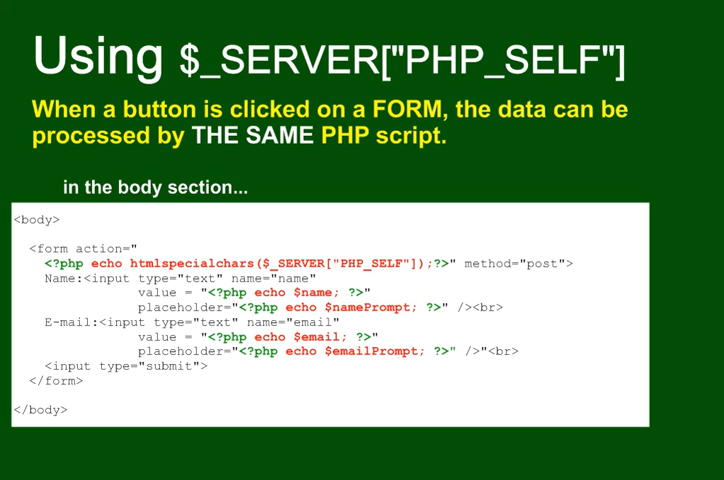 Using $_SERVER["PHP_SELF"]
When a button is clicked on a FORM, the data can be
processed by THE SAME PHP script.
in the body section...
<body>
<form action="
<?php echo htmlspecialchars($_SERVER["PHP_SELF"]);?>" method="post">
Name:<input type="text" name="name"
value = "<?php echo $name; ?>"
placeholder="<?php echo $namePrompt; ?>" /><br>
E-mail:<input type="text" name="email"
value = "<?php echo $email; ?>"
placeholder="<?php echo $emailPrompt; ?>" />"<br>
<input type="submit">
</form>
</body>